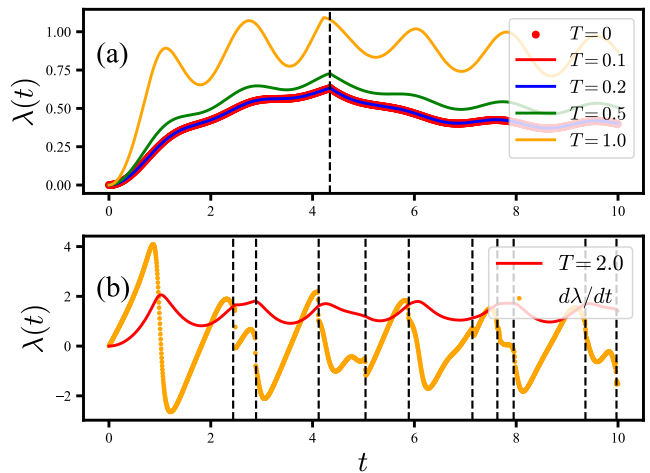 (a)
λ(t)
1.00
0.75
0.50
0.25
0.00
T = 0
T = 0.1
T = 0.2
T = 0.5
T = 1.0
0 2 4 6 8 10
(b)
λ(t)
4
2
0
−2
T = 2.0
dλ/dt
0 2 4 6 8 10
t